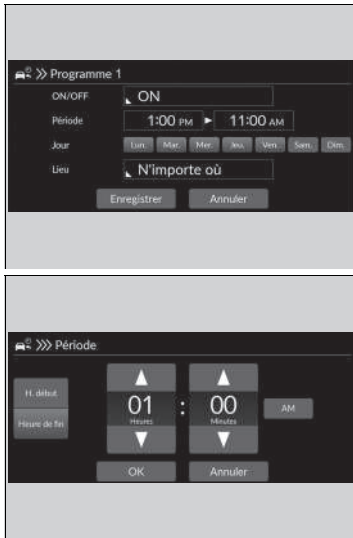 Programme 1
ON/OFF ON
Période 1:00 PM ► 11:00 AM
Jour Lun. Mar. Mer. Jeu. Ven. Sam. Dim.
Lieu N'importe où
Enregistrer Annuler
Période
H. début
Heure de fin
01 : 00 AM
Heures Minutes
OK Annuler